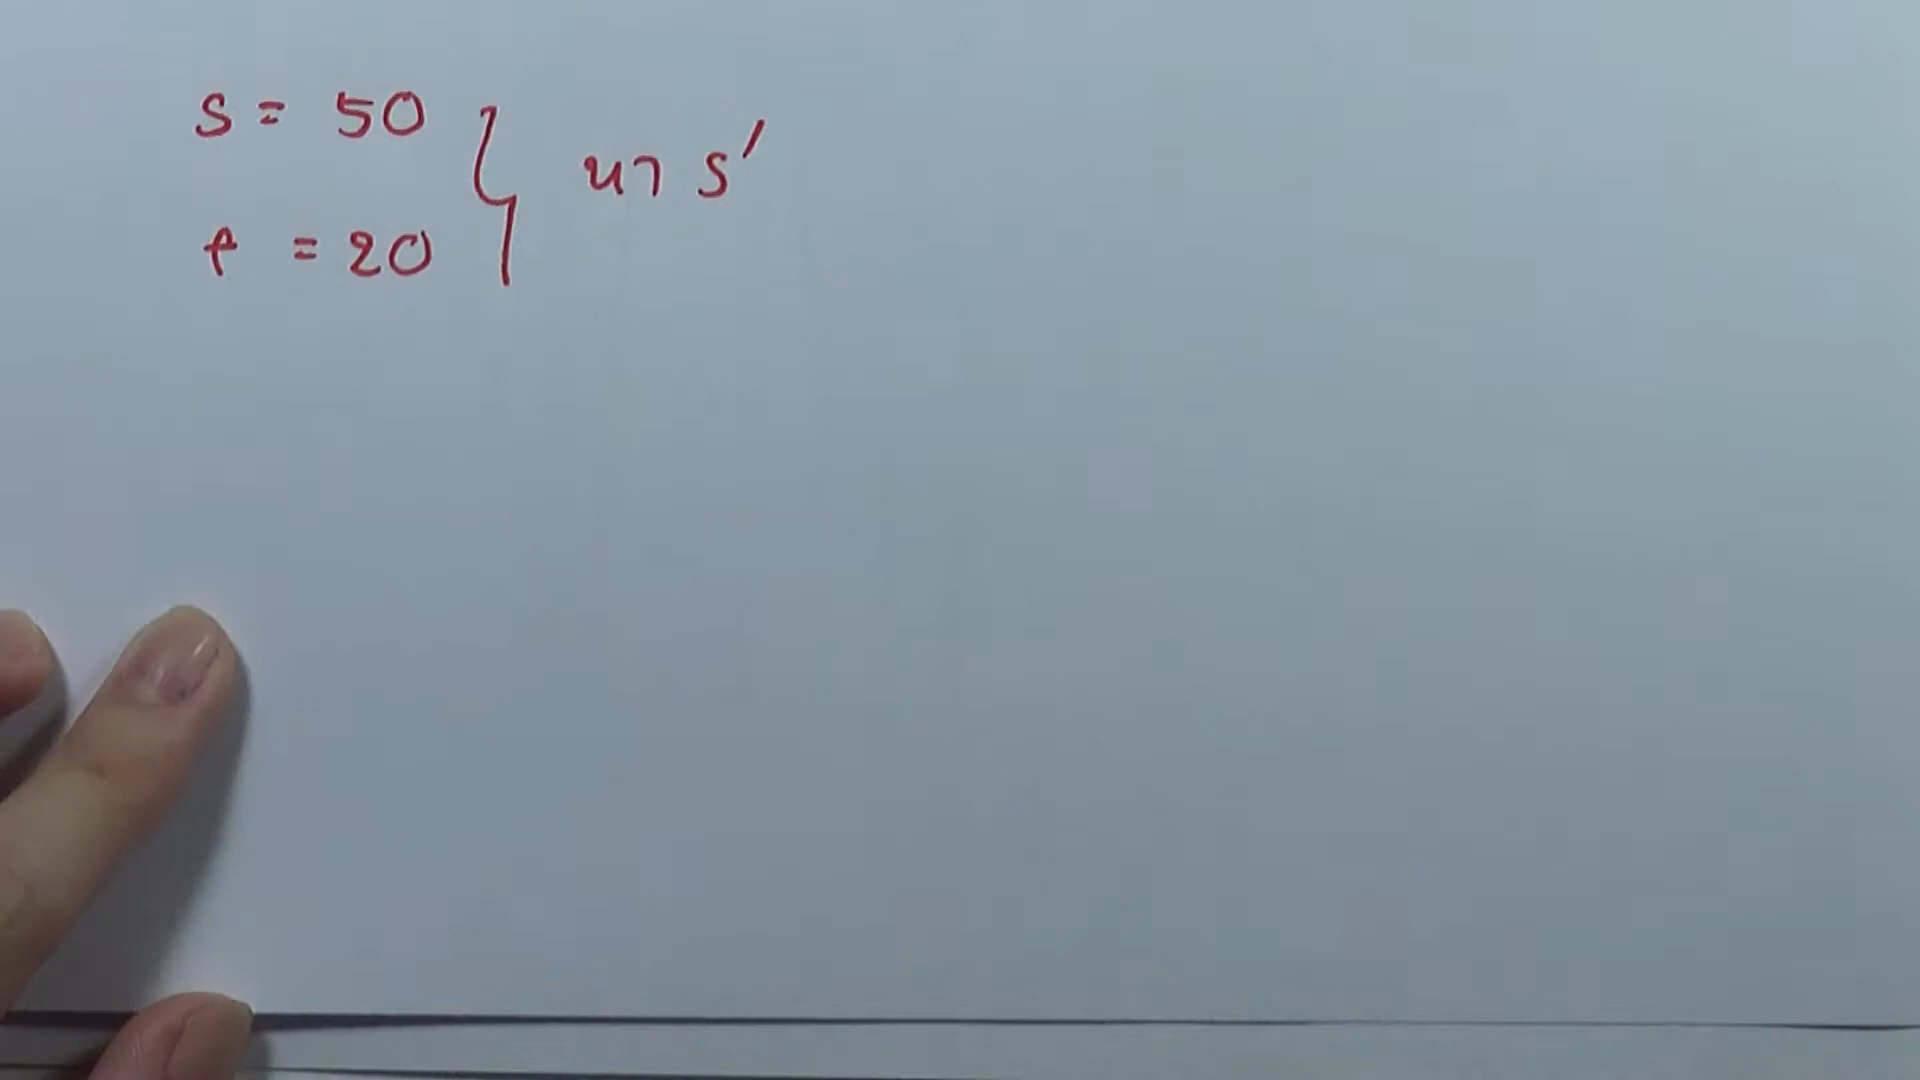 s = 50
f = 20
หา s'